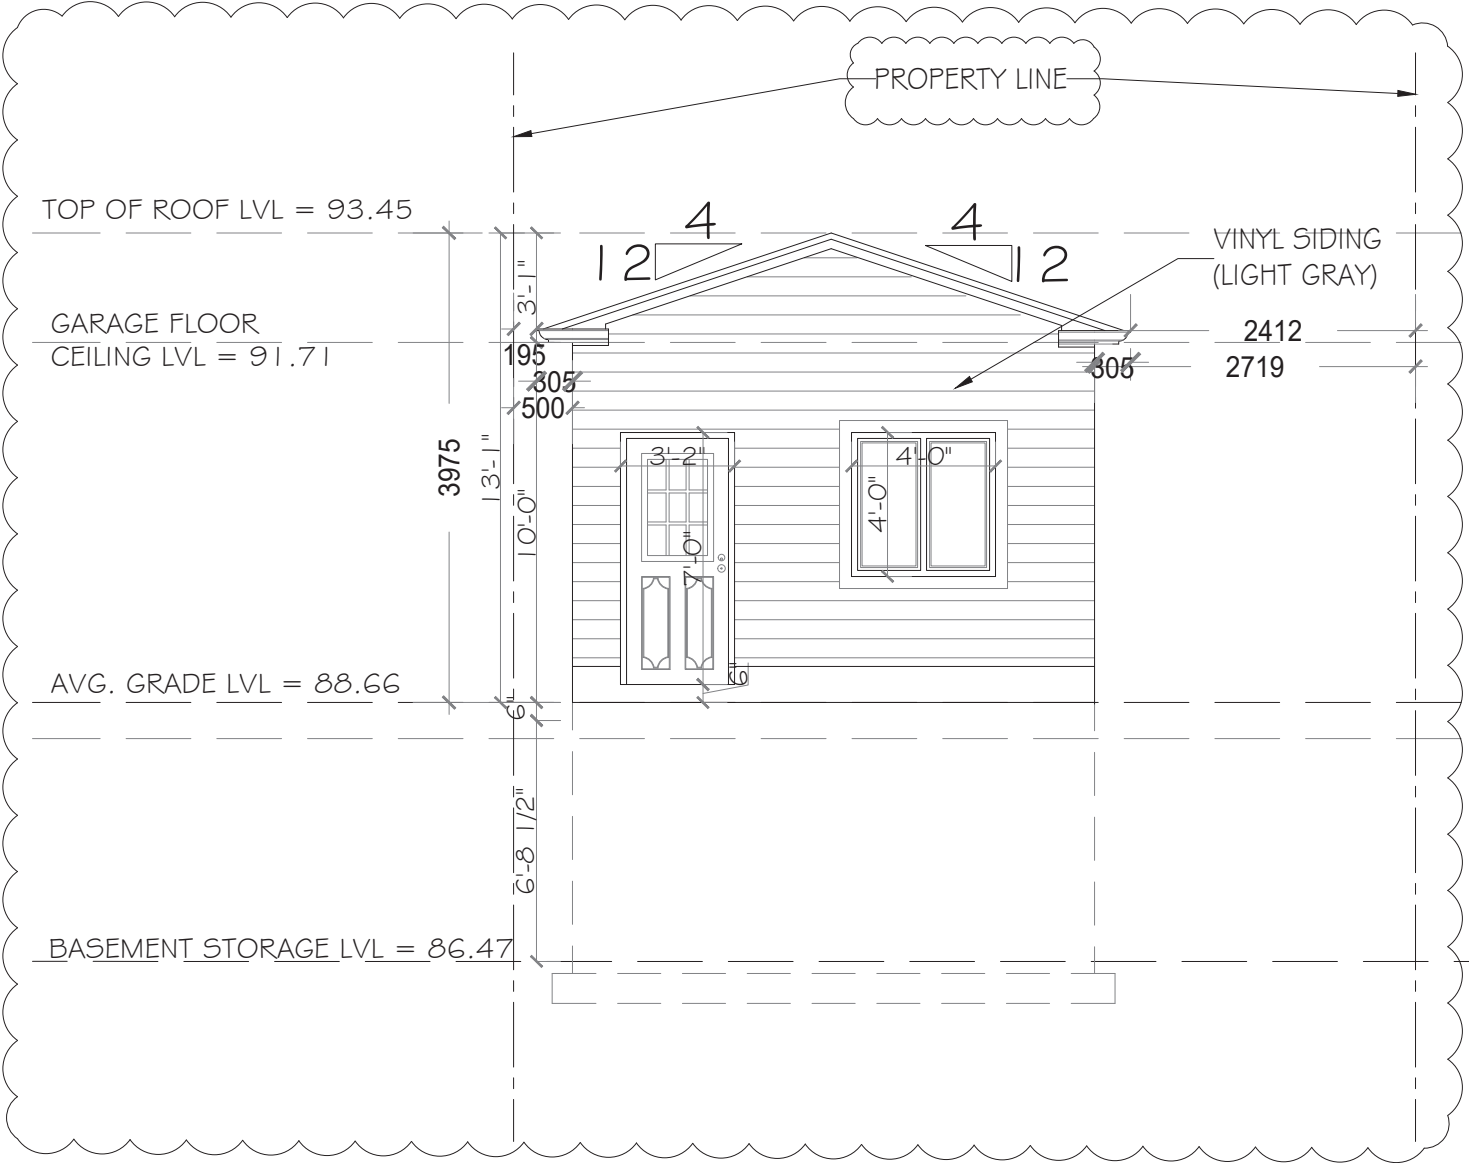 PROPERTY LINE
TOP OF ROOF LVL = 93.45
4
12
4
12
VINYL SIDING
(LIGHT GRAY)
3'-1"
GARAGE FLOOR
CEILING LVL = 91.71
195
305
500
2412
305
2719
3975
13'-1"
10'-0"
3'-2"
7'-0"
4'-0"
4'-0"
6"
AVG. GRADE LVL = 88.66
6"
6'-8 1/2"
BASEMENT STORAGE LVL = 86.47